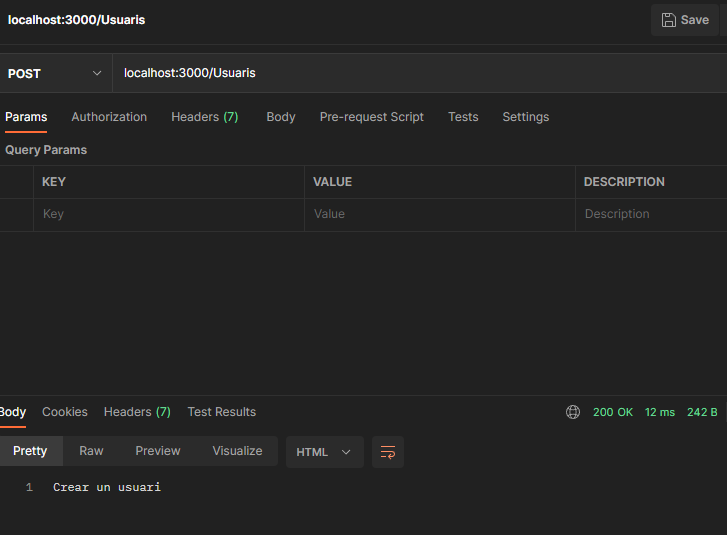 localhost:3000/Usuaris
Save
POST
localhost:3000/Usuaris
Params Authorization Headers (7) Body Pre-request Script Tests Settings
Query Params
KEY VALUE DESCRIPTION
Key Value Description
Body Cookies Headers (7) Test Results 200 OK 12 ms 242 B
Pretty Raw Preview Visualize HTML
1 Crear un usuari